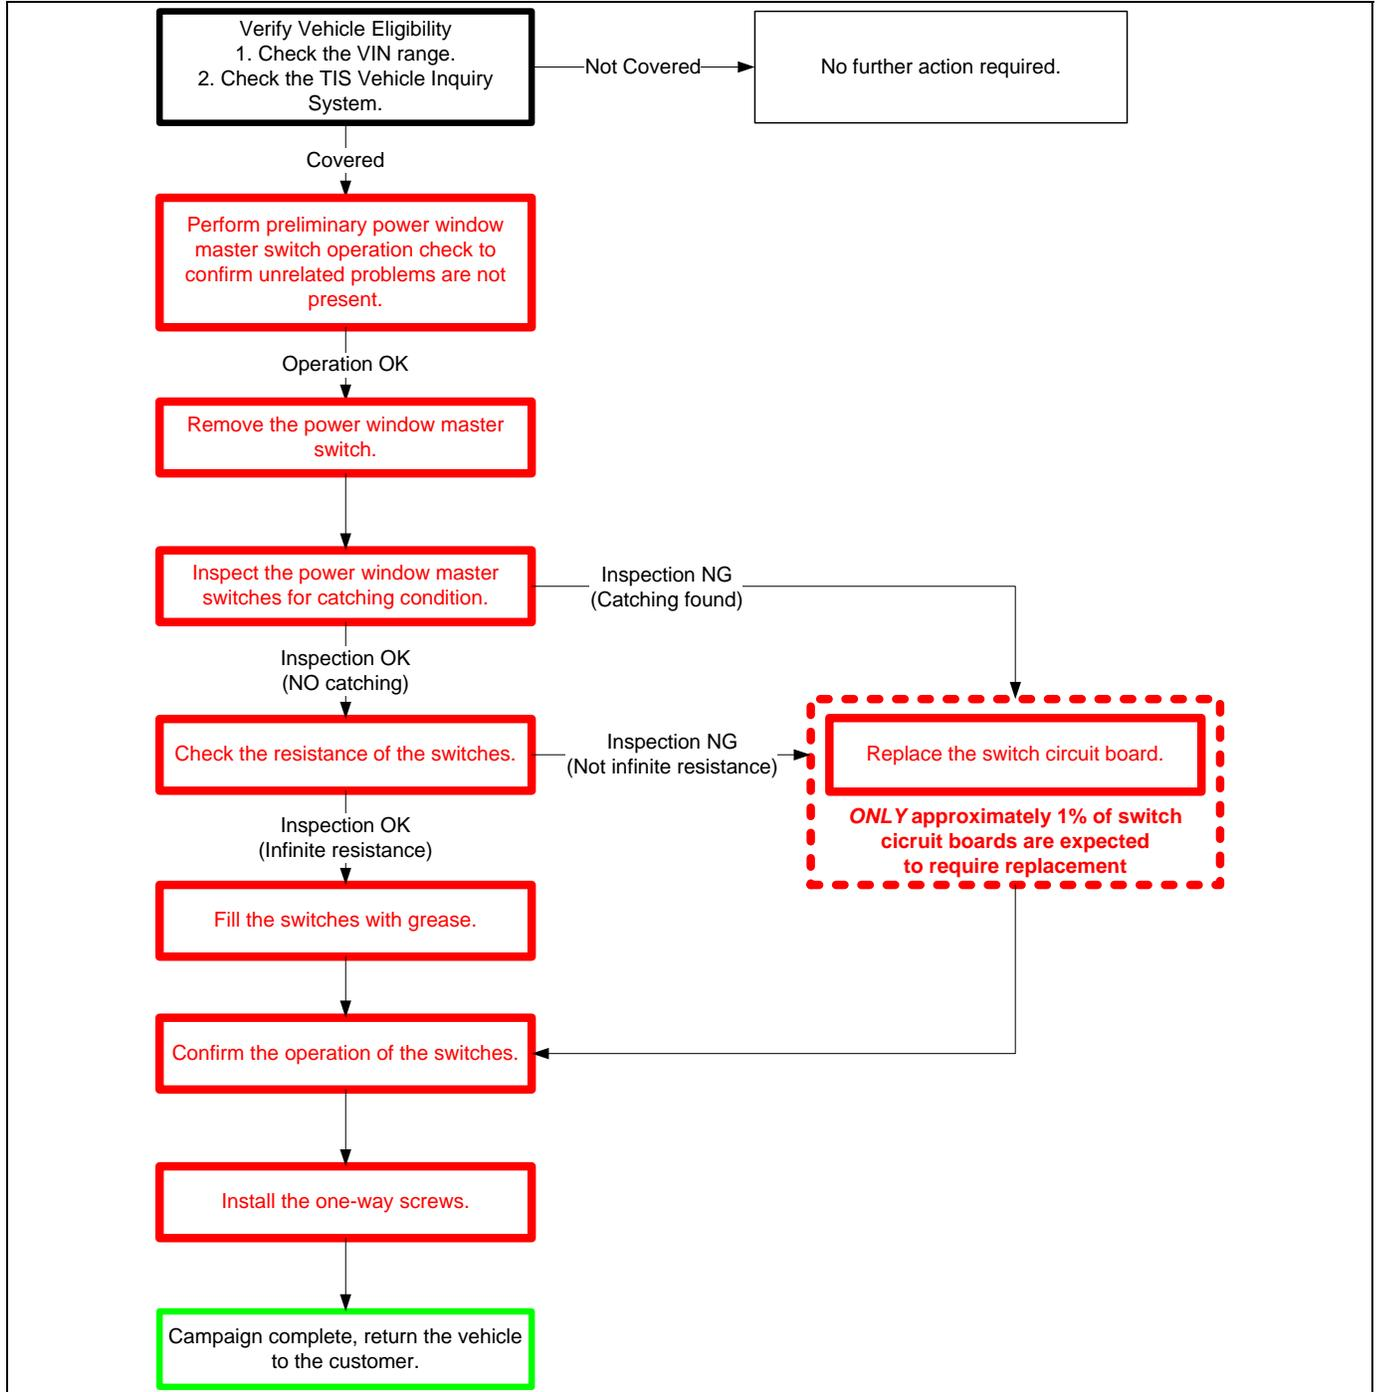 Verify Vehicle Eligibility
1. Check the VIN range.
2. Check the TIS Vehicle Inquiry
System.
Not Covered
No further action required.
Covered
Perform preliminary power window
master switch operation check to
confirm unrelated problems are not
present.
Operation OK
Remove the power window master
switch.
Inspect the power window master
switches for catching condition.
Inspection NG
(Catching found)
Inspection OK
(NO catching)
Check the resistance of the switches.
Inspection NG
(Not infinite resistance)
Replace the switch circuit board.
ONLY approximately 1% of switch
cicruit boards are expected
to require replacement
Inspection OK
(Infinite resistance)
Fill the switches with grease.
Confirm the operation of the switches.
Install the one-way screws.
Campaign complete, return the vehicle
to the customer.